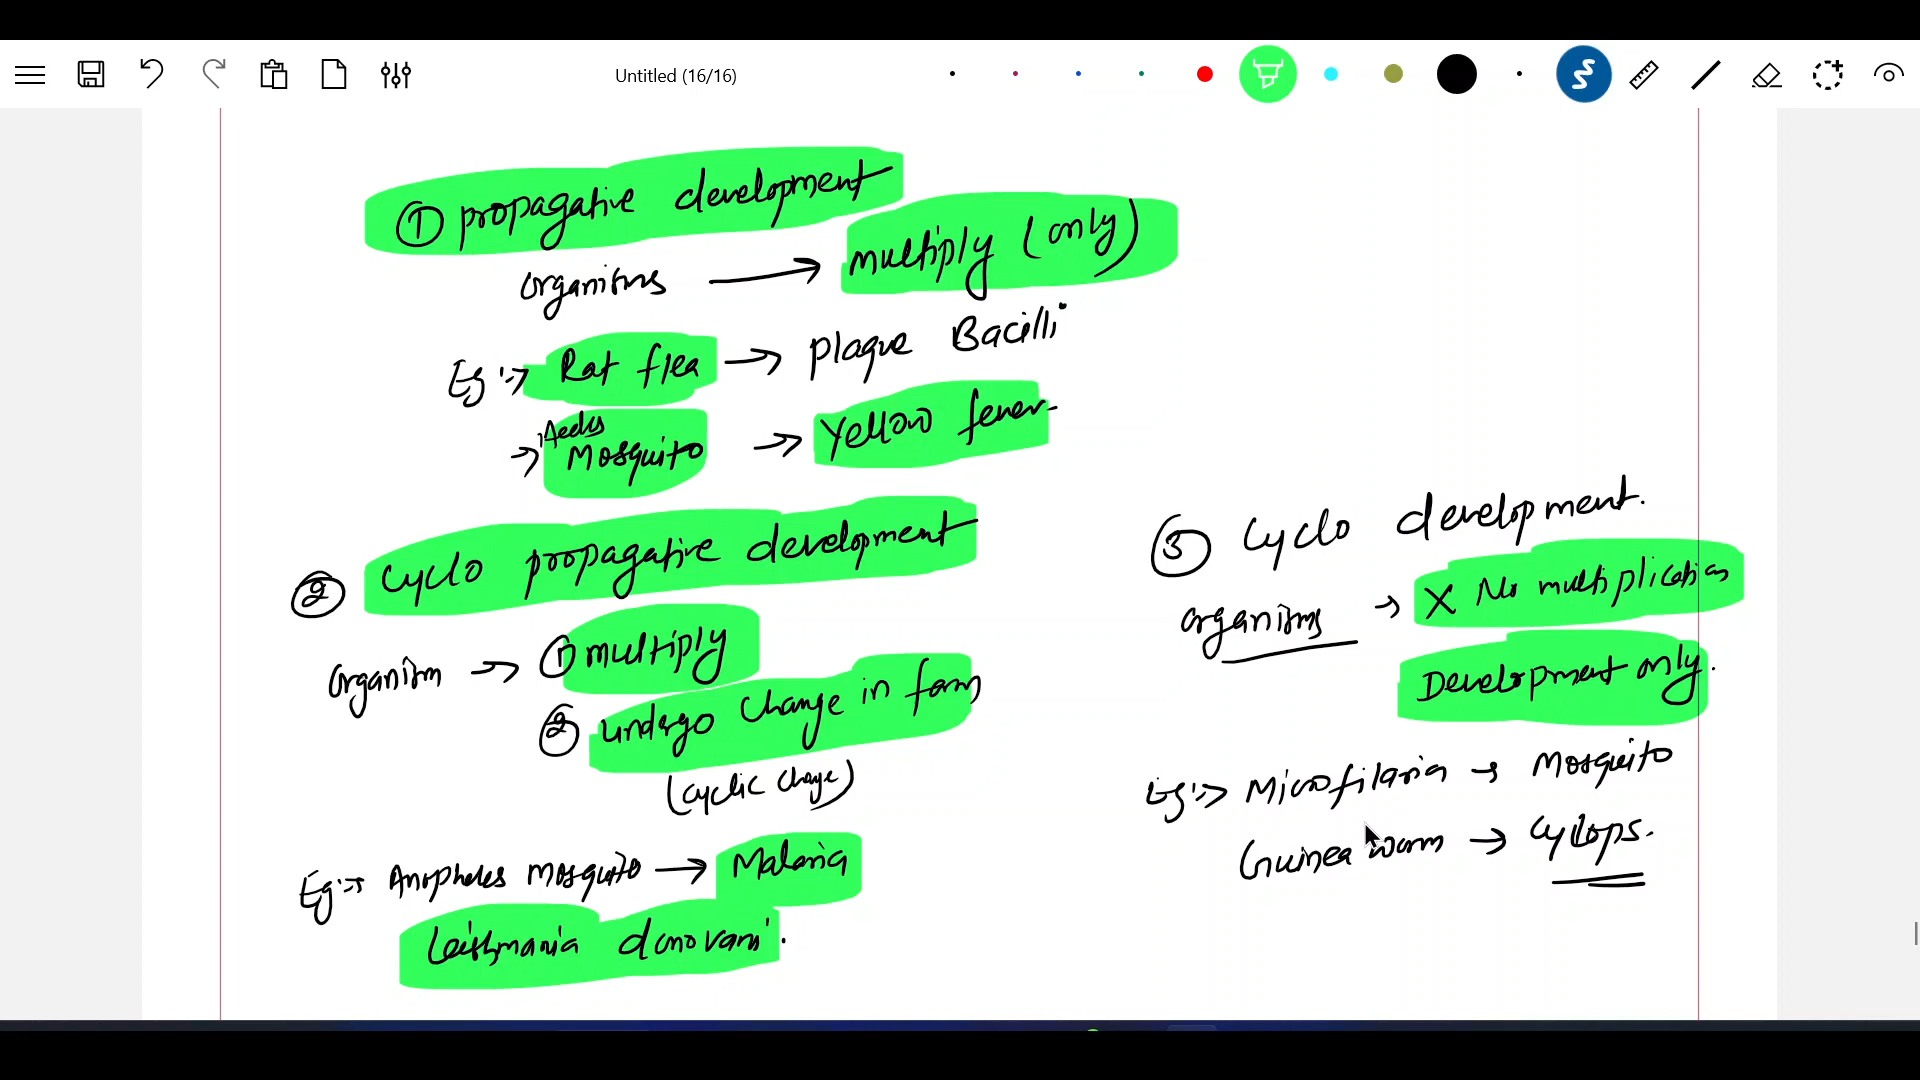 Untitled (16/16)
① propagative development
organisms → multiply (only)
Eg :→ Rat flea → plaque Bacilli
→ Aedes Mosquito → Yellow fever
② Cyclo propagative development
organism → ① multiply
② undergo change in form
(cyclic change)
Eg :→ Anopheles Mosquito → Malaria
Leishmania donovani.
③ Cyclo development.
organisms → X No multiplication
Development only.
Eg :→ Microfilaria → Mosquito
Guinea worm → Cyclops.